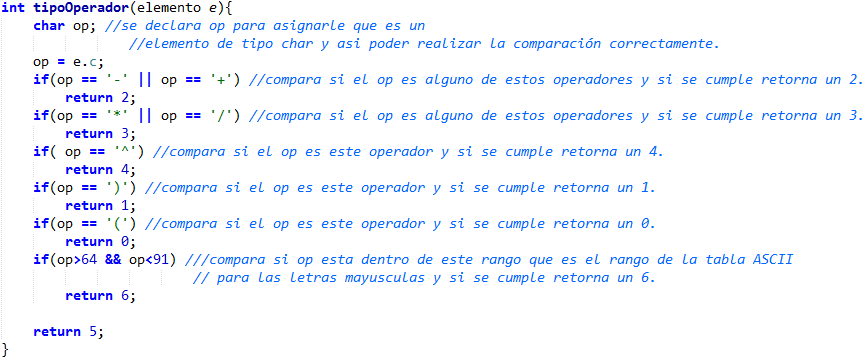 int tipoOperador(elemento e){
char op; //se declara op para asignarle que es un
//elemento de tipo char y asi poder realizar la comparación correctamente.
op = e.c;
if(op == '-' || op == '+') //compara si el op es alguno de estos operadores y si se cumple retorna un 2.
return 2;
if(op == '*' || op == '/') //compara si el op es alguno de estos operadores y si se cumple retorna un 3.
return 3;
if( op == '^') //compara si el op es este operador y si se cumple retorna un 4.
return 4;
if(op == ')') //compara si el op es este operador y si se cumple retorna un 1.
return 1;
if(op == '(') //compara si el op es este operador y si se cumple retorna un 0.
return 0;
if(op>64 && op<91) ///compara si op esta dentro de este rango que es el rango de la tabla ASCII
// para las letras mayusculas y si se cumple retorna un 6.
return 6;
return 5;
}